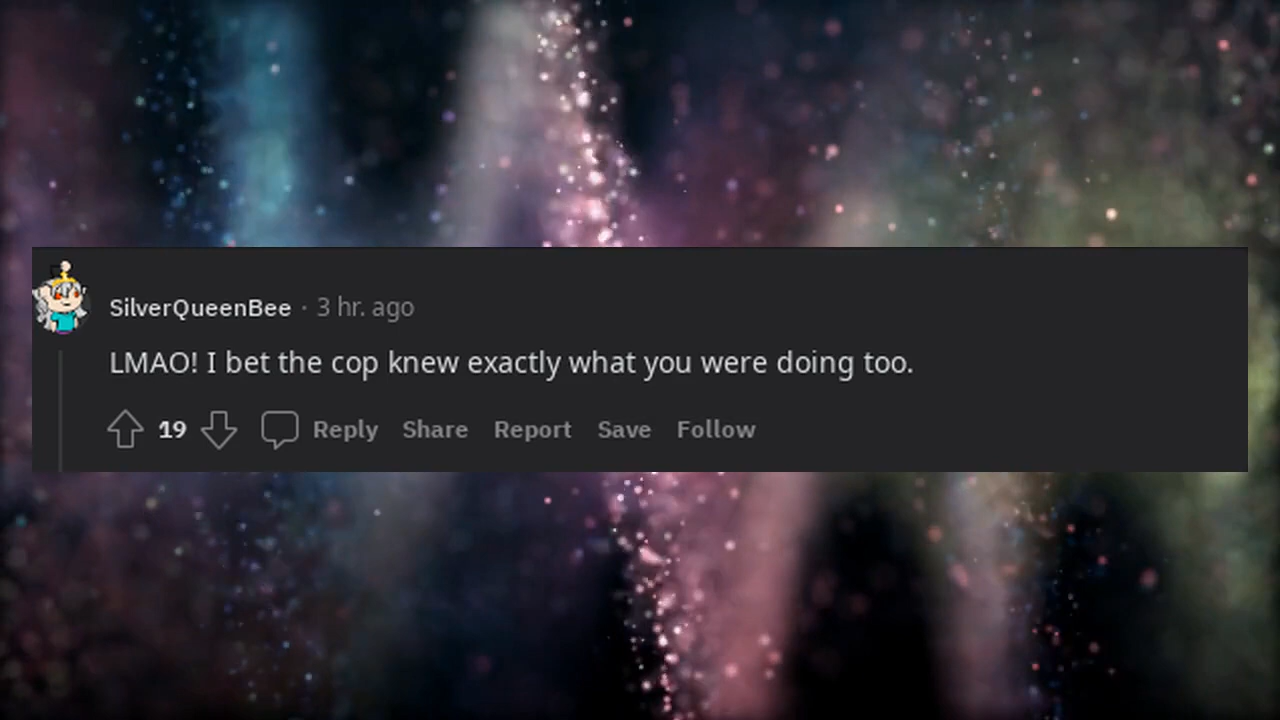 SilverQueenBee · 3 hr. ago
LMAO! I bet the cop knew exactly what you were doing too.
19 Reply Share Report Save Follow